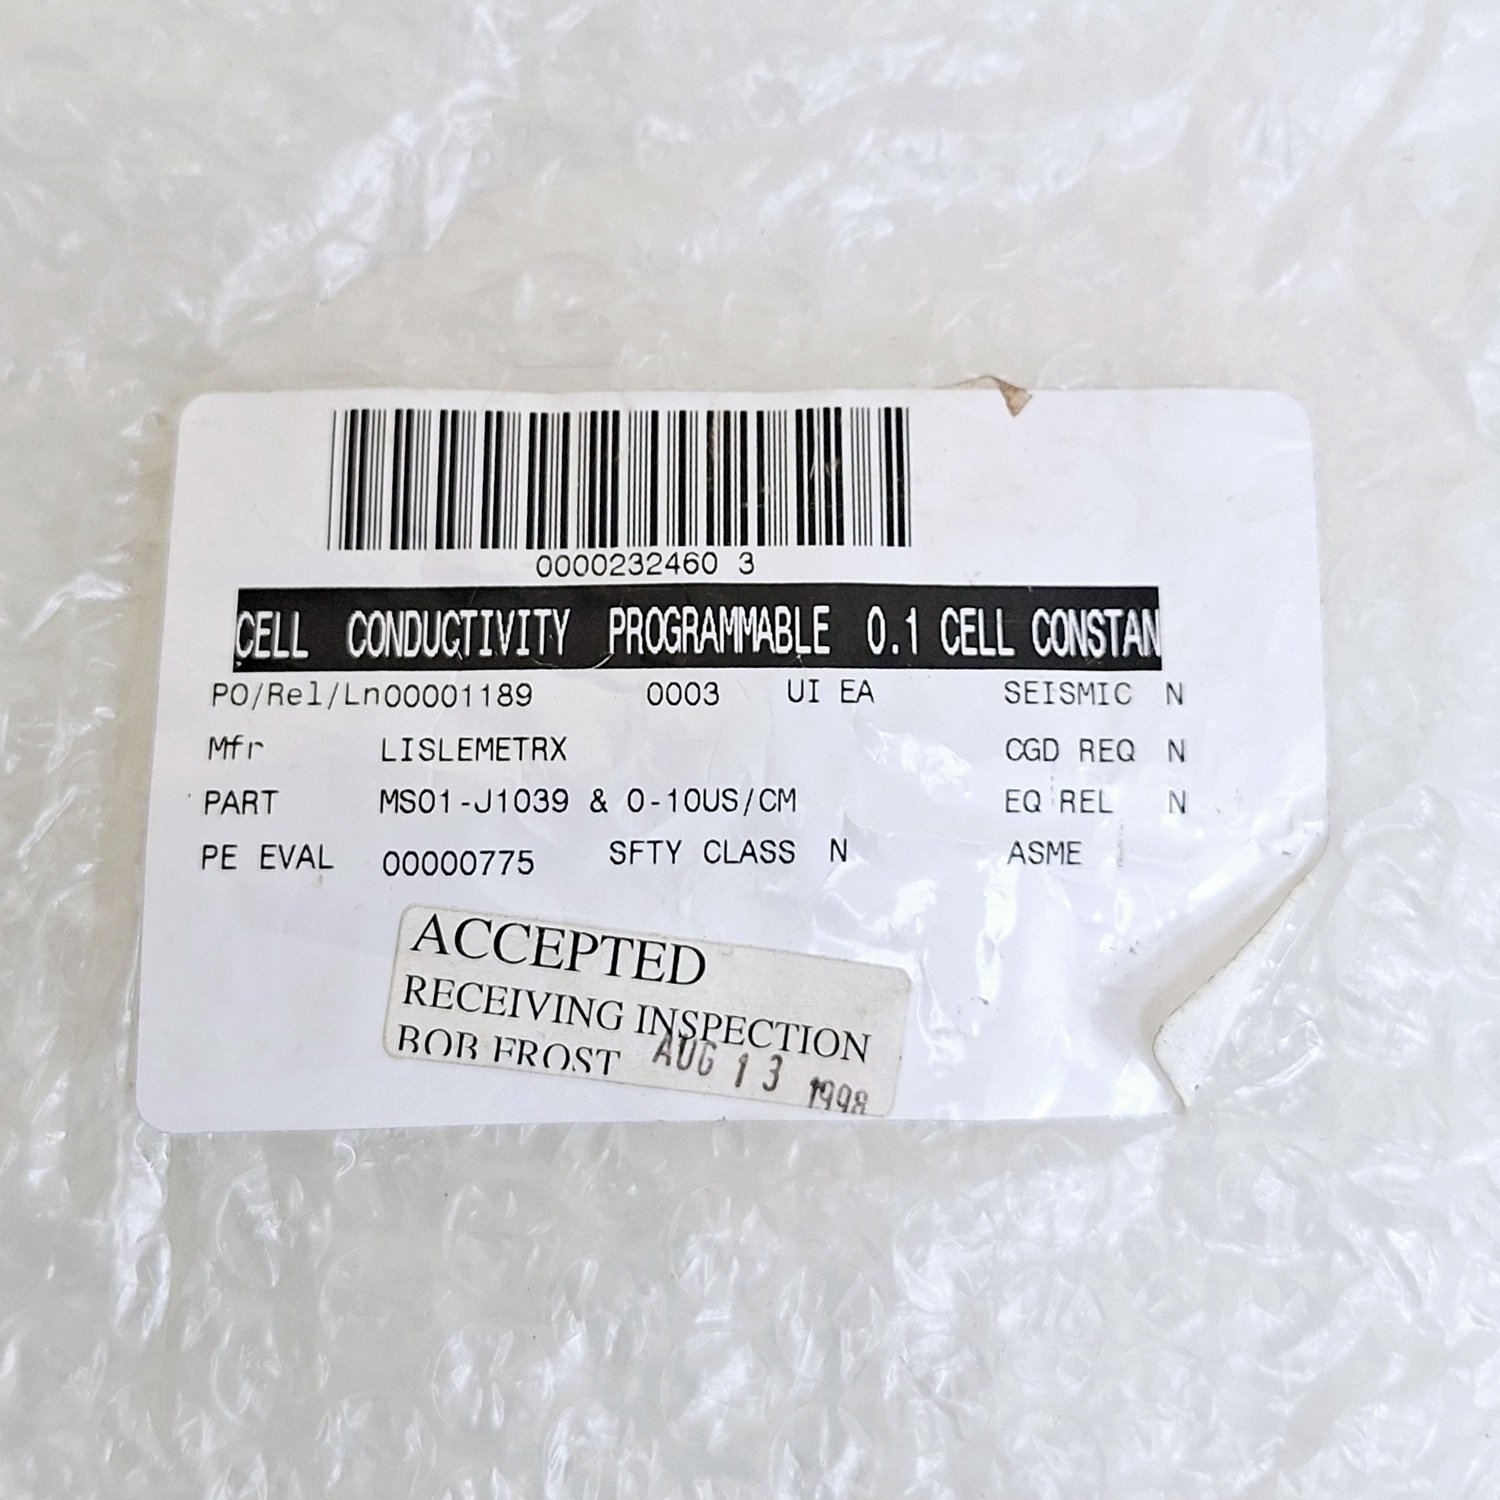 0000232460 3
CELL CONDUCTIVITY PROGRAMMABLE 0.1 CELL CONSTAN
PO/Rel/Ln00001189 0003 UI EA SEISMIC N
Mfr LISLEMETRX CGD REQ N
PART MS01-J1039 & 0-10US/CM EQ REL N
PE EVAL 00000775 SFTY CLASS N ASME
ACCEPTED
RECEIVING INSPECTION
BOB FROST AUG 13 1998